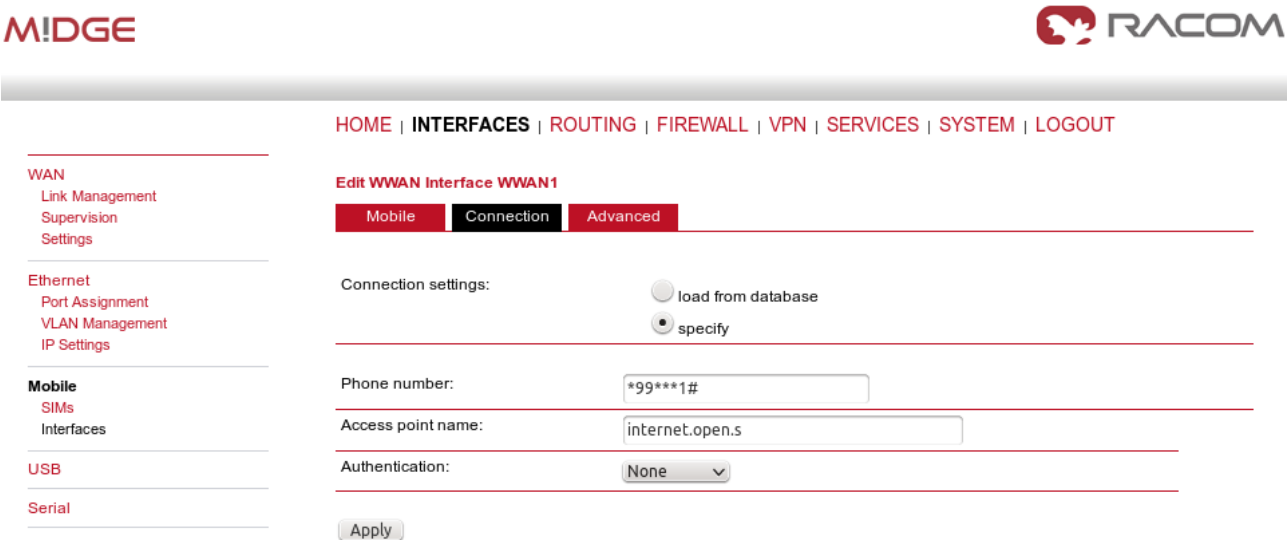 M!DGE
RACOM
HOME | INTERFACES | ROUTING | FIREWALL | VPN | SERVICES | SYSTEM | LOGOUT
WAN
Link Management
Supervision
Settings
Ethernet
Port Assignment
VLAN Management
IP Settings
Mobile
SIMs
Interfaces
USB
Serial
Edit WWAN Interface WWAN1
Mobile Connection Advanced
Connection settings:
load from database
specify
Phone number: *99***1#
Access point name: internet.open.s
Authentication: None
Apply